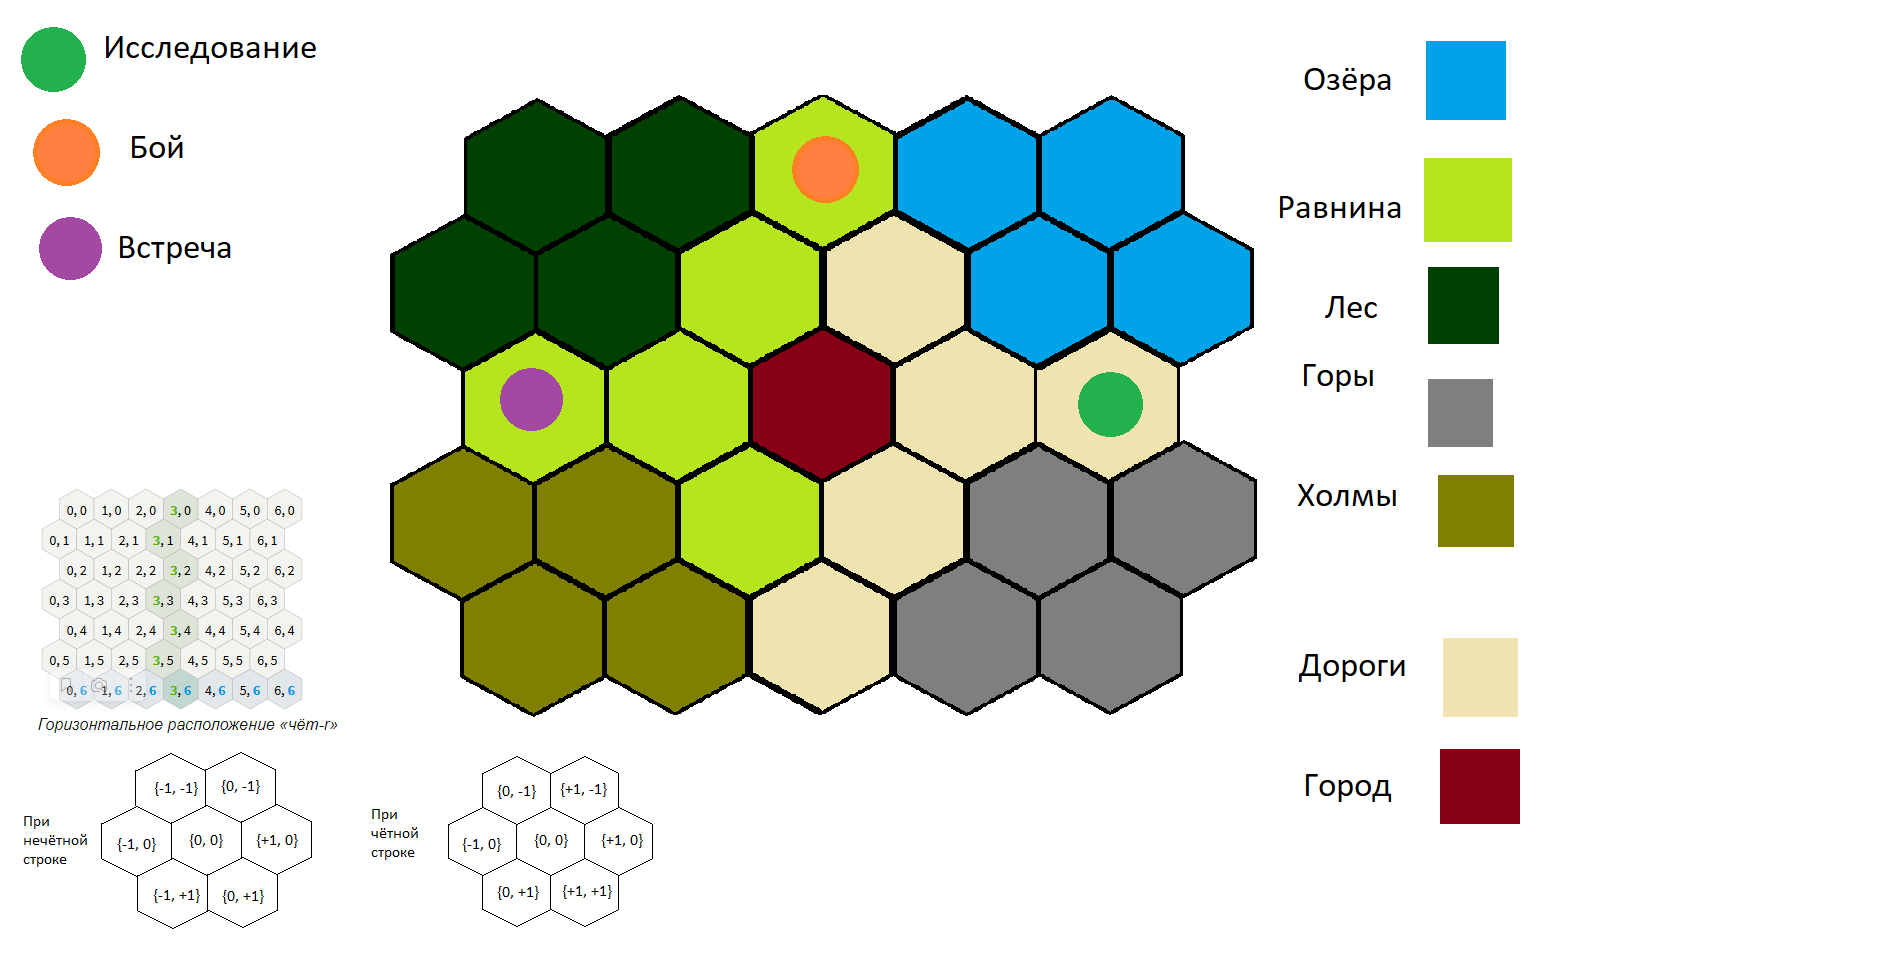 Исследование
Бой
Встреча
Озёра
Равнина
Лес
Горы
Холмы
Дороги
Город
0, 0 1, 0 2, 0 3, 0 4, 0 5, 0 6, 0
0, 1 1, 1 2, 1 3, 1 4, 1 5, 1 6, 1
0, 2 1, 2 2, 2 3, 2 4, 2 5, 2 6, 2
0, 3 1, 3 2, 3 3, 3 4, 3 5, 3 6, 3
0, 4 1, 4 2, 4 3, 4 4, 4 5, 4 6, 4
0, 5 1, 5 2, 5 3, 5 4, 5 5, 5 6, 5
0, 6 1, 6 2, 6 3, 6 4, 6 5, 6 6, 6
Горизонтальное расположение «чёт-r»
При
нечётной
строке
{-1, -1} {0, -1}
{-1, 0} {0, 0} {+1, 0}
{-1, +1} {0, +1}
При
чётной
строке
{0, -1} {+1, -1}
{-1, 0} {0, 0} {+1, 0}
{0, +1} {+1, +1}